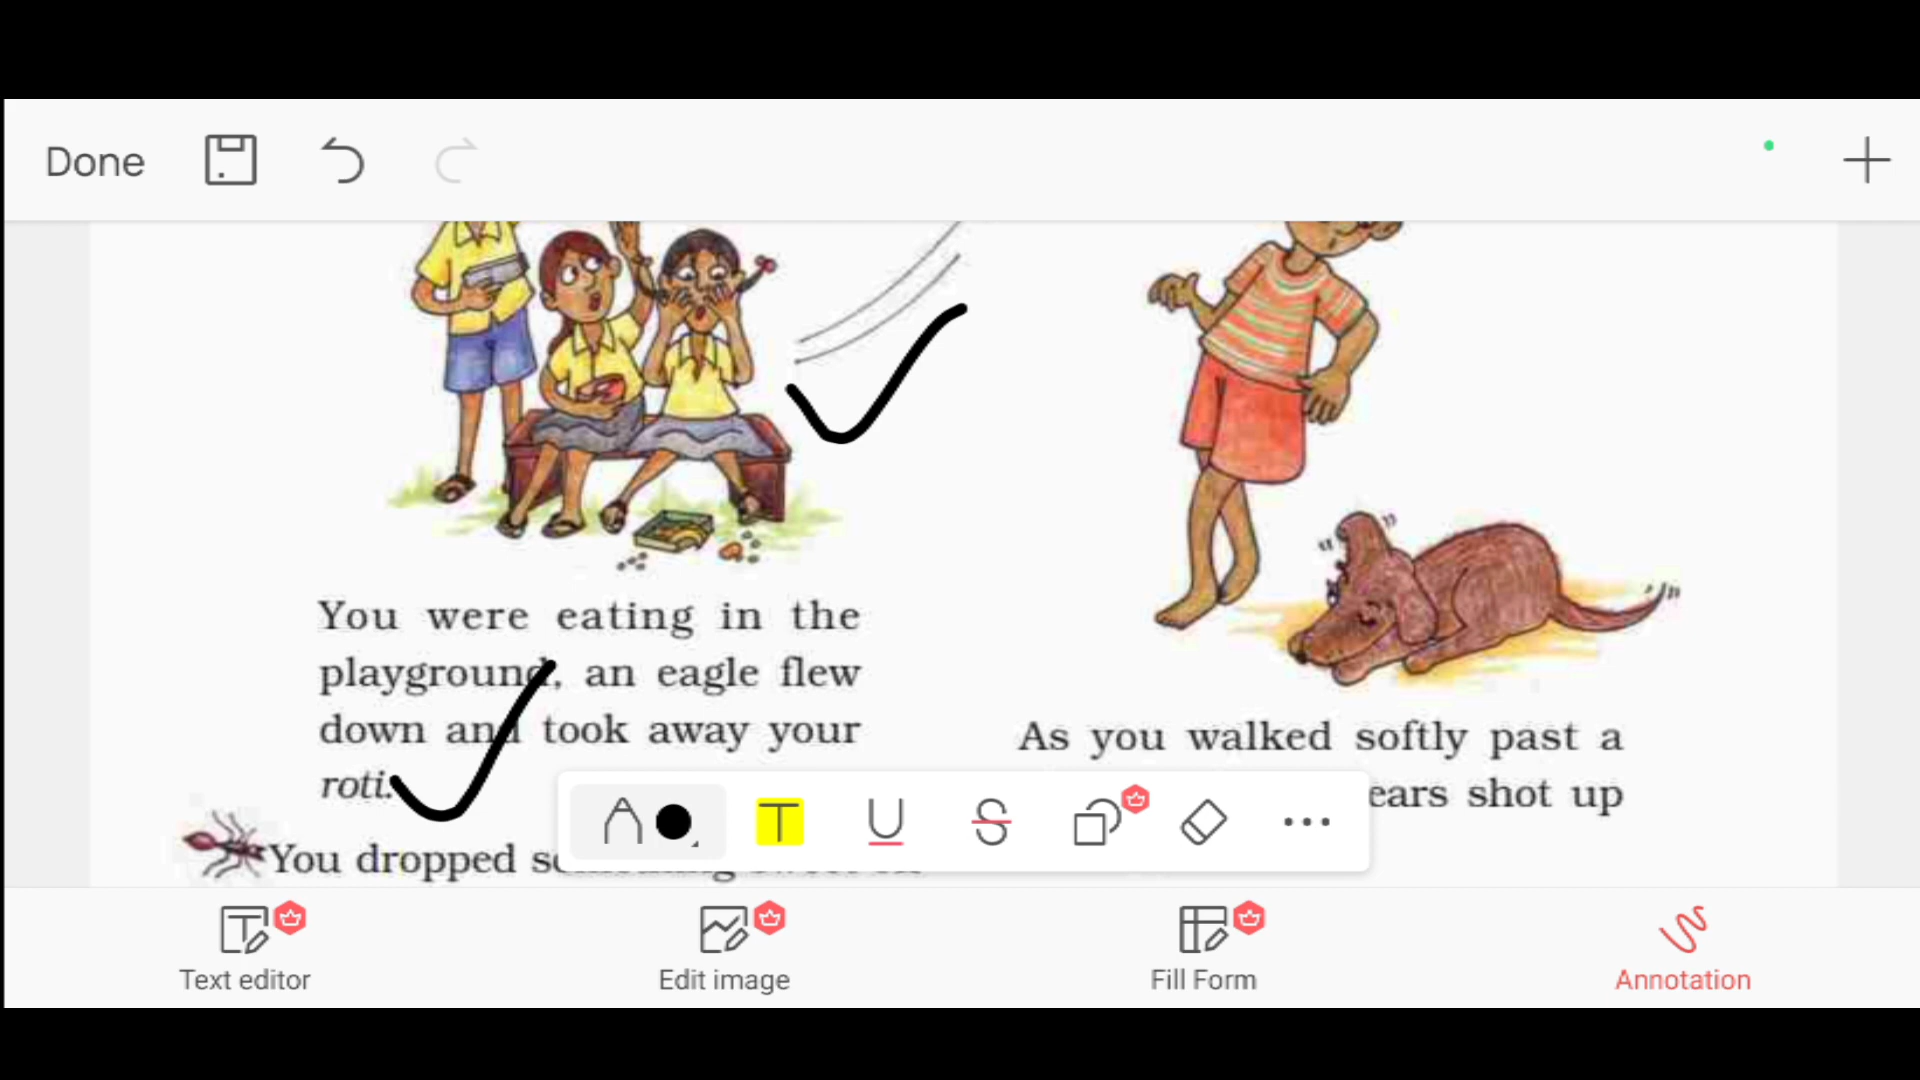 Done
You were eating in the
playground, an eagle flew
down and took away your
roti.
You dropped
As you walked softly past a
ears shot up
T U S
Text editor
Edit image
Fill Form
Annotation